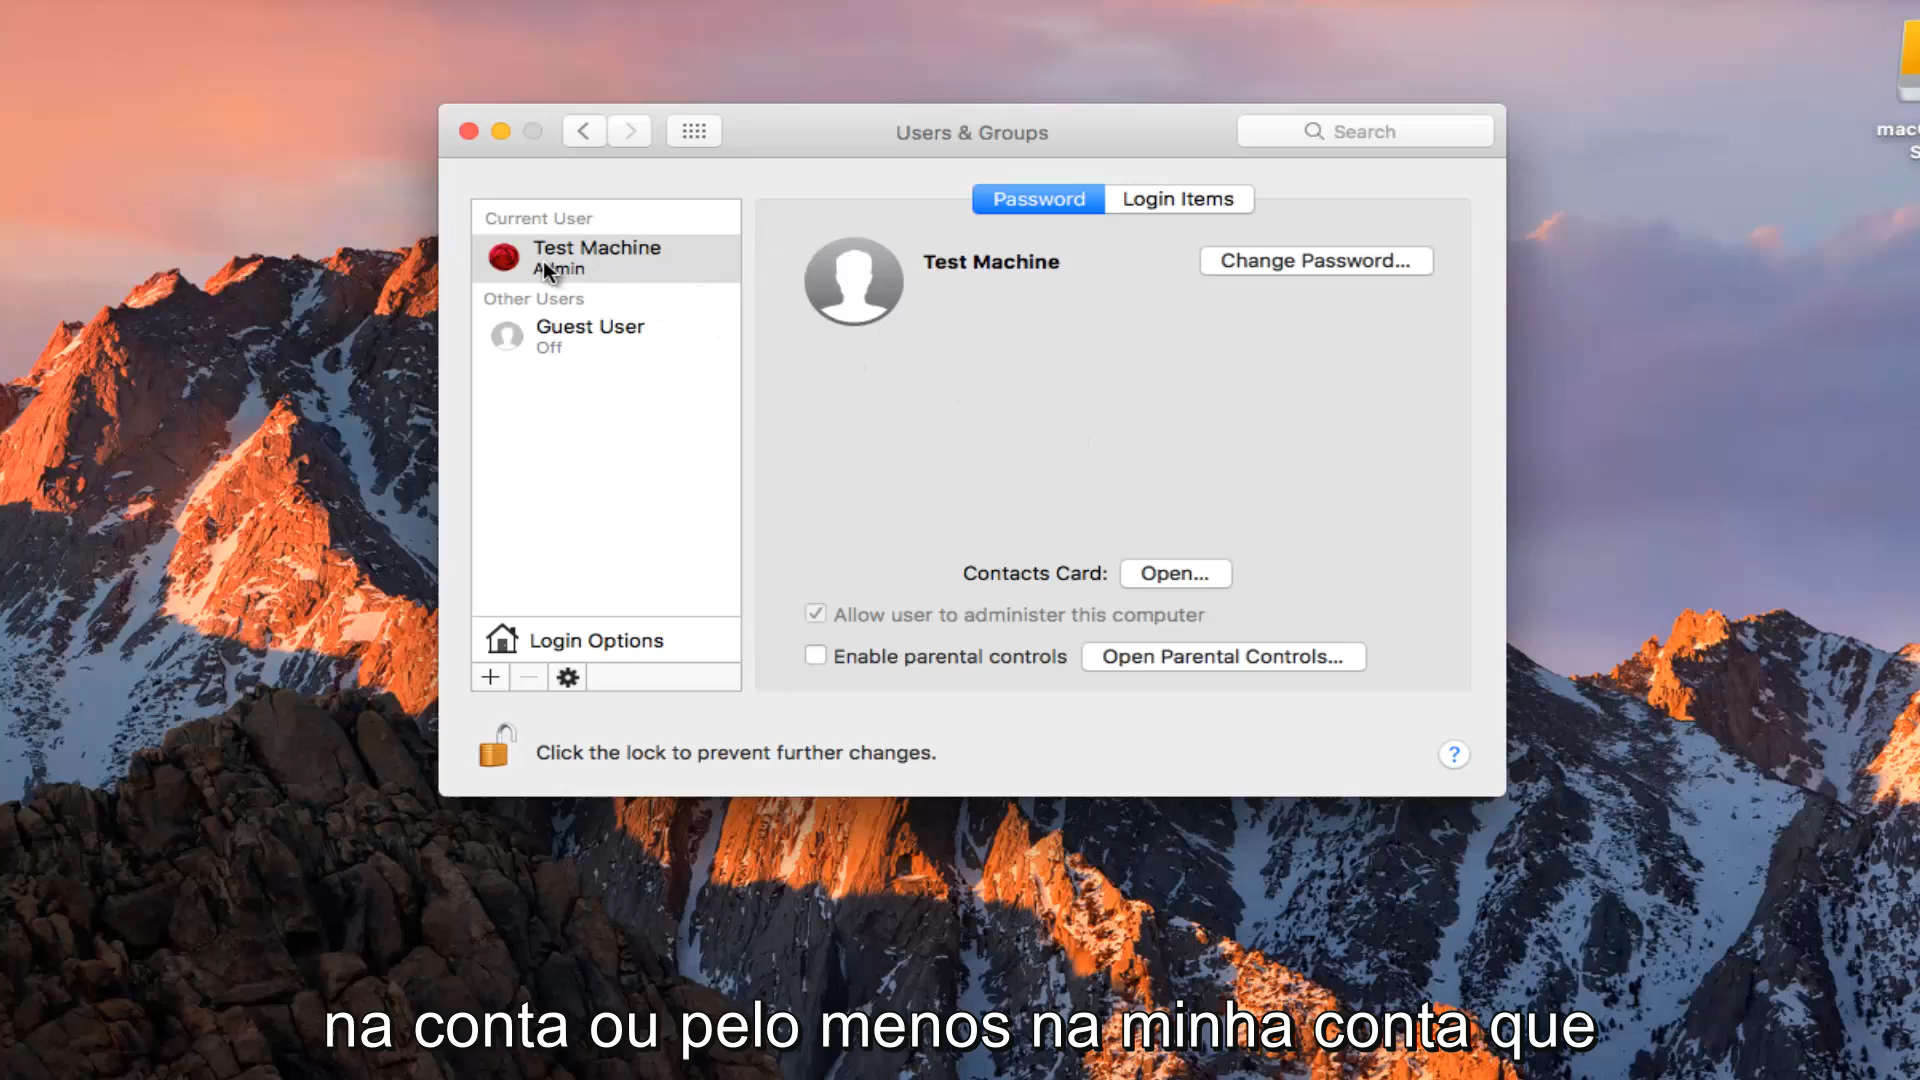 Users & Groups
Search
Password
Login Items
Current User
Test Machine
Admin
Other Users
Guest User
Off
Test Machine
Change Password...
Contacts Card:
Open...
Allow user to administer this computer
Enable parental controls
Open Parental Controls...
Login Options
Click the lock to prevent further changes.
?
na conta ou pelo menos na minha conta que